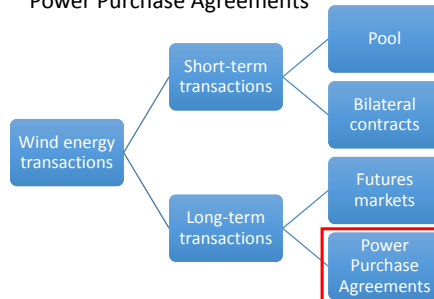 Power Purchase Agreements
Pool
Short-term
transactions
Bilateral
contracts
Wind energy
transactions
Futures
markets
Long-term
transactions
Power
Purchase
Agreements